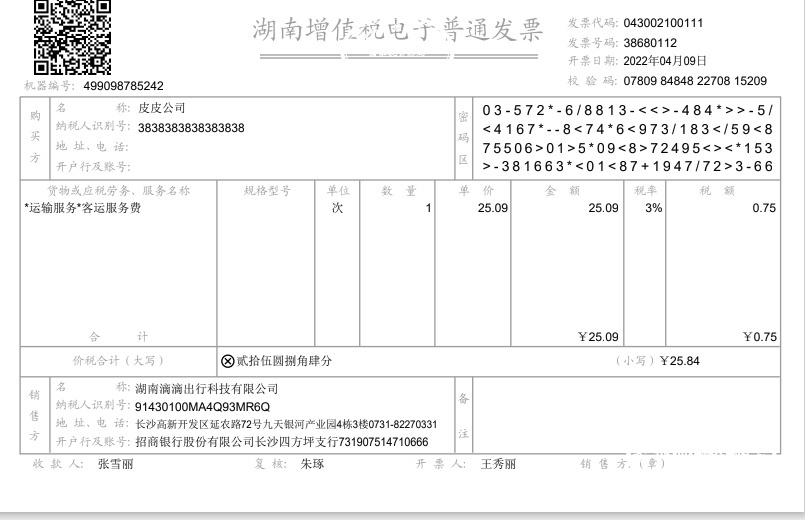 湖南增值税电子普通发票
发票代码: 043002100111
发票号码: 38680112
开票日期: 2022年04月09日
校 验 码: 07809 84848 22708 15209
机器编号: 499098785242
购买方
名 称: 皮皮公司
纳税人识别号: 3838383838383838
地 址、电 话:
开户行及账号:
密码区
03-572*-6/8813-<<>-484*>>-5/
<4167*--8<74*6<973/183</59<8
75506>01>5*09<8>72495<><*153
>-381663*<01<87+1947/72>3-66
货物或应税劳务、服务名称 规格型号 单位 数 量 单 价 金 额 税率 税 额
*运输服务*客运服务费 次 1 25.09 25.09 3% 0.75
合 计 ￥25.09 ￥0.75
价税合计（大写） ⊗贰拾伍圆捌角肆分 （小写）￥25.84
销售方
名 称: 湖南滴滴出行科技有限公司
纳税人识别号: 91430100MA4Q93MR6Q
地 址、电 话: 长沙高新开发区延农路72号九天银河产业园4栋3楼0731-82270331
开户行及账号: 招商银行股份有限公司长沙四方坪支行731907514710666
备注
收 款 人: 张雪丽 复 核: 朱琢 开 票 人: 王秀丽 销 售 方:（章）